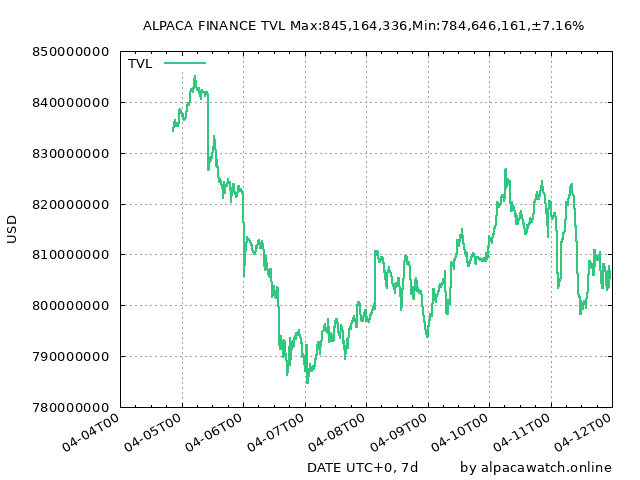 ALPACA FINANCE TVL Max:845,164,336,Min:784,646,161,±7.16%
850000000
TVL
840000000
830000000
820000000
USD
810000000
800000000
790000000
780000000
04-04T00 04-05T00 04-06T00 04-07T00 04-08T00 04-09T00 04-10T00 04-11T00 04-12T00
DATE UTC+0, 7d by alpacawatch.online